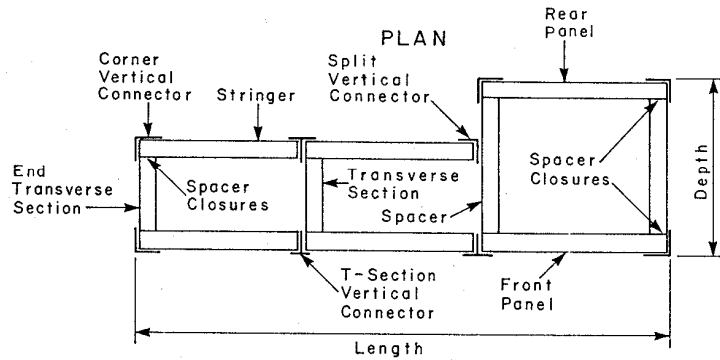 PLAN
Rear
Panel
Corner
Vertical
Connector
Stringer
Split
Vertical
Connector
End
Transverse
Section
Spacer
Closures
Transverse
Section
Spacer
Spacer
Closures
Depth
T-Section
Vertical
Connector
Front
Panel
Length